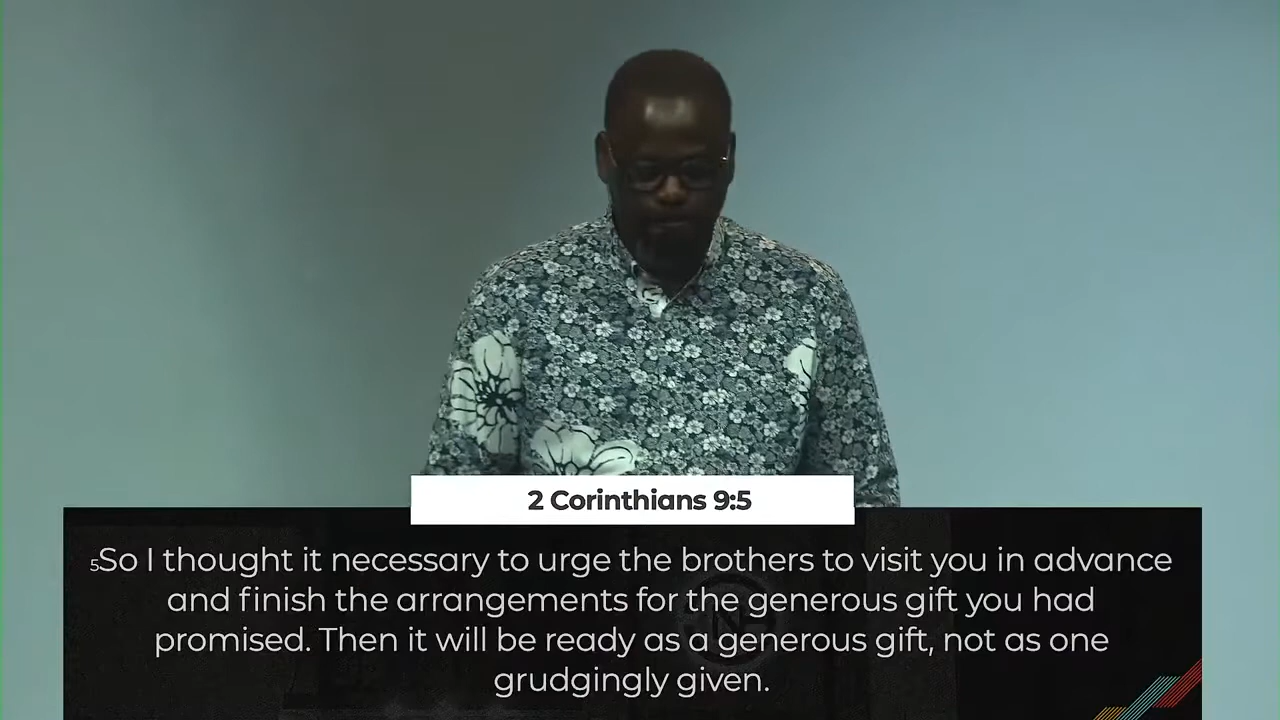 2 Corinthians 9:5
5So I thought it necessary to urge the brothers to visit you in advance
and finish the arrangements for the generous gift you had
promised. Then it will be ready as a generous gift, not as one
grudgingly given.